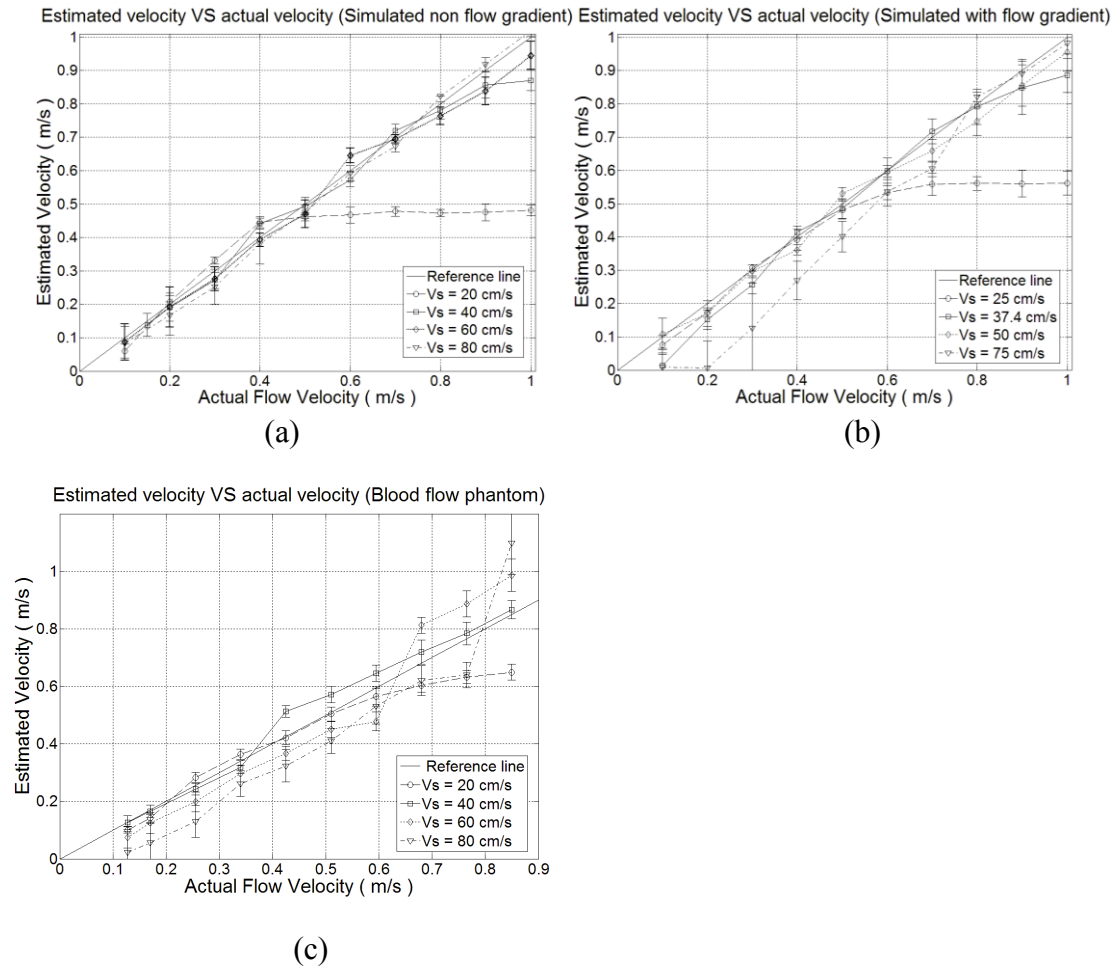 Estimated velocity VS actual velocity (Simulated non flow gradient)
1
0.9
0.8
0.7
0.6
0.5
0.4
0.3
0.2
0.1
0
Estimated Velocity ( m/s )
Reference line
Vs = 20 cm/s
Vs = 40 cm/s
Vs = 60 cm/s
Vs = 80 cm/s
0 0.2 0.4 0.6 0.8 1
Actual Flow Velocity ( m/s )
(a)
Estimated velocity VS actual velocity (Simulated with flow gradient)
1
0.9
0.8
0.7
0.6
0.5
0.4
0.3
0.2
0.1
0
Estimated Velocity ( m/s )
Reference line
Vs = 25 cm/s
Vs = 37.4 cm/s
Vs = 50 cm/s
Vs = 75 cm/s
0 0.2 0.4 0.6 0.8 1
Actual Flow Velocity ( m/s )
(b)
Estimated velocity VS actual velocity (Blood flow phantom)
1
0.8
0.6
0.4
0.2
0
Estimated Velocity ( m/s )
Reference line
Vs = 20 cm/s
Vs = 40 cm/s
Vs = 60 cm/s
Vs = 80 cm/s
0 0.1 0.2 0.3 0.4 0.5 0.6 0.7 0.8 0.9
Actual Flow Velocity ( m/s )
(c)